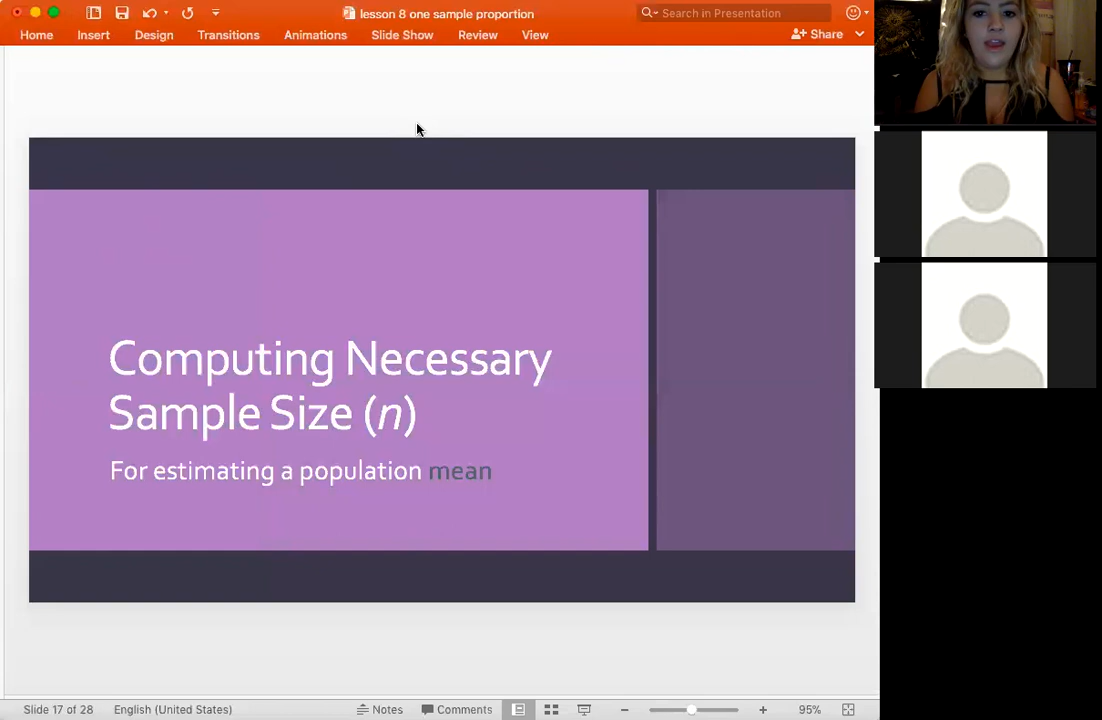 lesson 8 one sample proportion
Search in Presentation
Home Insert Design Transitions Animations Slide Show Review View Share
Computing Necessary
Sample Size (n)
For estimating a population mean
Slide 17 of 28 English (United States) Notes Comments 95%